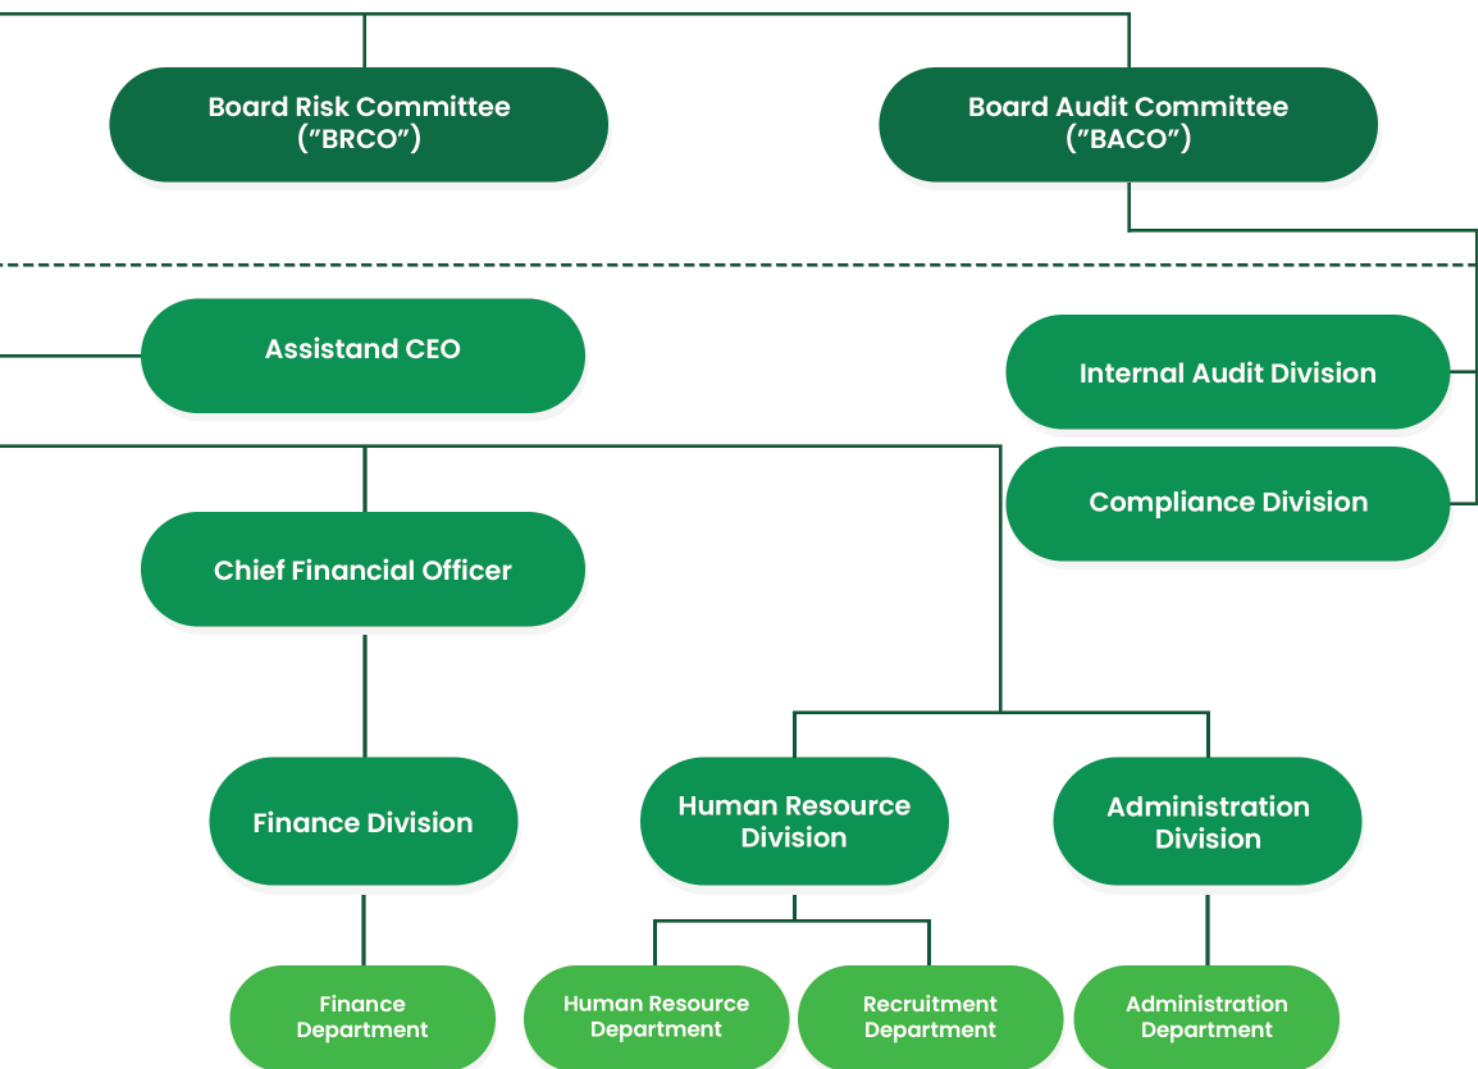 Board Risk Committee
(”BRCO”)
Board Audit Committee
(”BACO”)
Assistand CEO
Internal Audit Division
Compliance Division
Chief Financial Officer
Finance Division
Human Resource
Division
Administration
Division
Finance
Department
Human Resource
Department
Recruitment
Department
Administration
Department